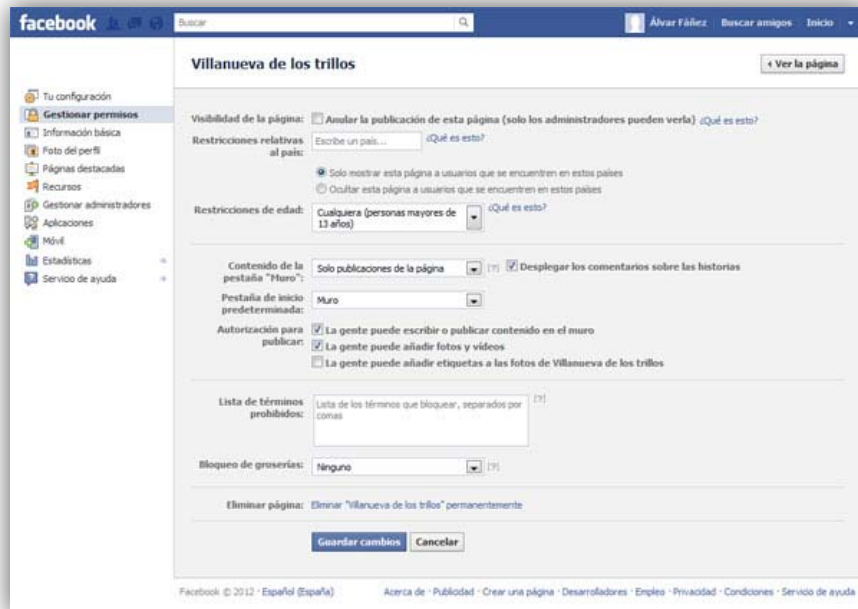 facebook
Buscar
Álvar Fáñez Buscar amigos Inicio
Villanueva de los trillos
Ver la página
Tu configuración
Gestionar permisos
Información básica
Foto del perfil
Páginas destacadas
Recursos
Gestionar administradores
Aplicaciones
Móvil
Estadísticas
Servicio de ayuda
Visibilidad de la página: Anular la publicación de esta página (solo los administradores pueden verla) ¿Qué es esto?
Restricciones relativas al país: Escribe un país... ¿Qué es esto?
Solo mostrar esta página a usuarios que se encuentren en estos países
Ocultar esta página a usuarios que se encuentren en estos países
Restricciones de edad: Cualquiera (personas mayores de 13 años) ¿Qué es esto?
Contenido de la pestaña "Muro": Solo publicaciones de la página [?] Desplegar los comentarios sobre las historias
Pestaña de inicio predeterminada: Muro
Autorización para publicar: La gente puede escribir o publicar contenido en el muro
La gente puede añadir fotos y vídeos
La gente puede añadir etiquetas a las fotos de Villanueva de los trillos
Lista de términos prohibidos: Lista de los términos que bloquear, separados por comas [?]
Bloqueo de groserías: Ninguno [?]
Eliminar página: Eliminar "Villanueva de los trillos" permanentemente
Guardar cambios Cancelar
Facebook © 2012 · Español (España) Acerca de · Publicidad · Crear una página · Desarrolladores · Empleo · Privacidad · Condiciones · Servicio de ayuda